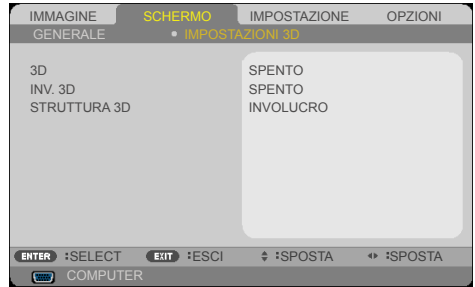 IMMAGINE SCHERMO IMPOSTAZIONE OPZIONI
GENERALE • IMPOSTAZIONI 3D
3D SPENTO
INV. 3D SPENTO
STRUTTURA 3D INVOLUCRO
ENTER :SELECT EXIT :ESCI :SPOSTA :SPOSTA
COMPUTER